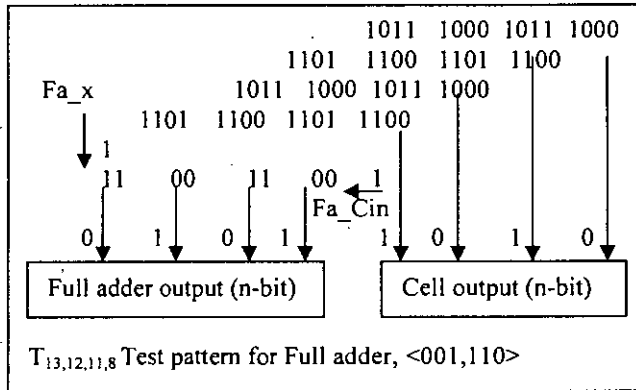 1011 1000 1011 1000
1101 1100 1101 1100
1011 1000 1011 1000
Fa_x
1101 1100 1101 1100
1
11 00 11 00 1
Fa_Cin
0 1 0 1 1 0 1 0
Full adder output (n-bit) Cell output (n-bit)
T13,12,11,8 Test pattern for Full adder, <001,110>